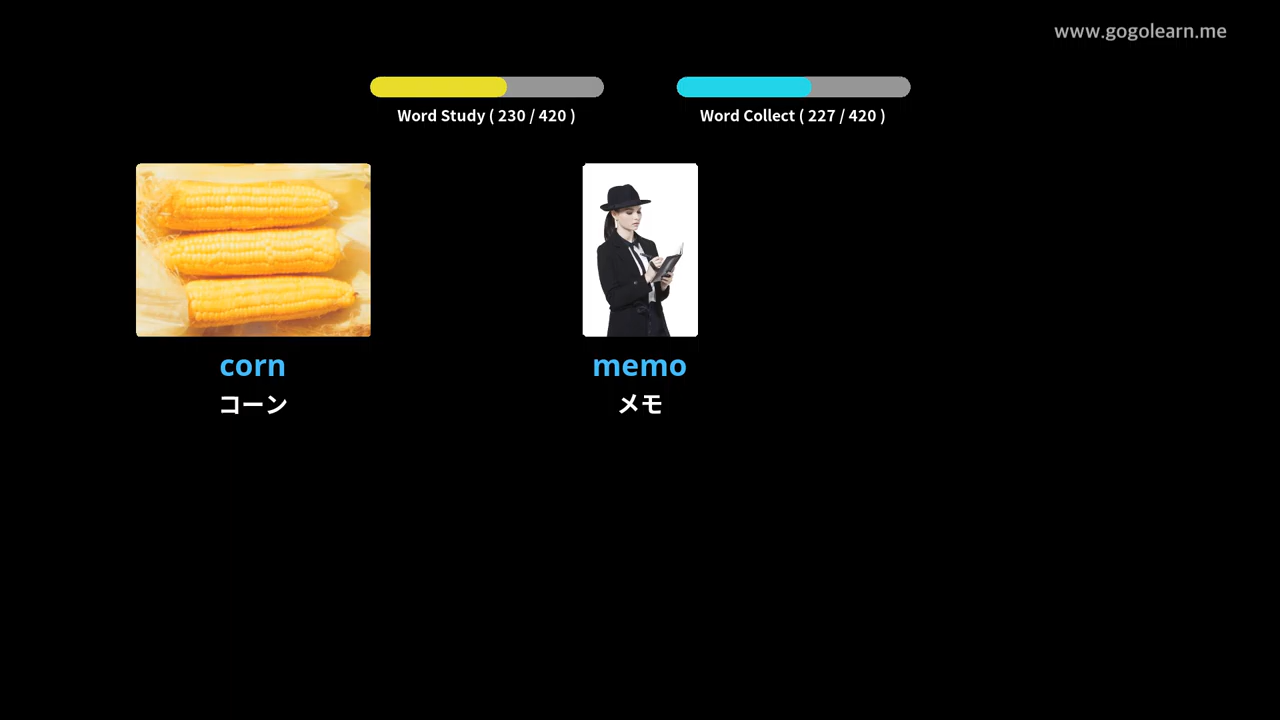 www.gogolearn.me
Word Study ( 230 / 420 )
Word Collect ( 227 / 420 )
corn
コーン
memo
メモ